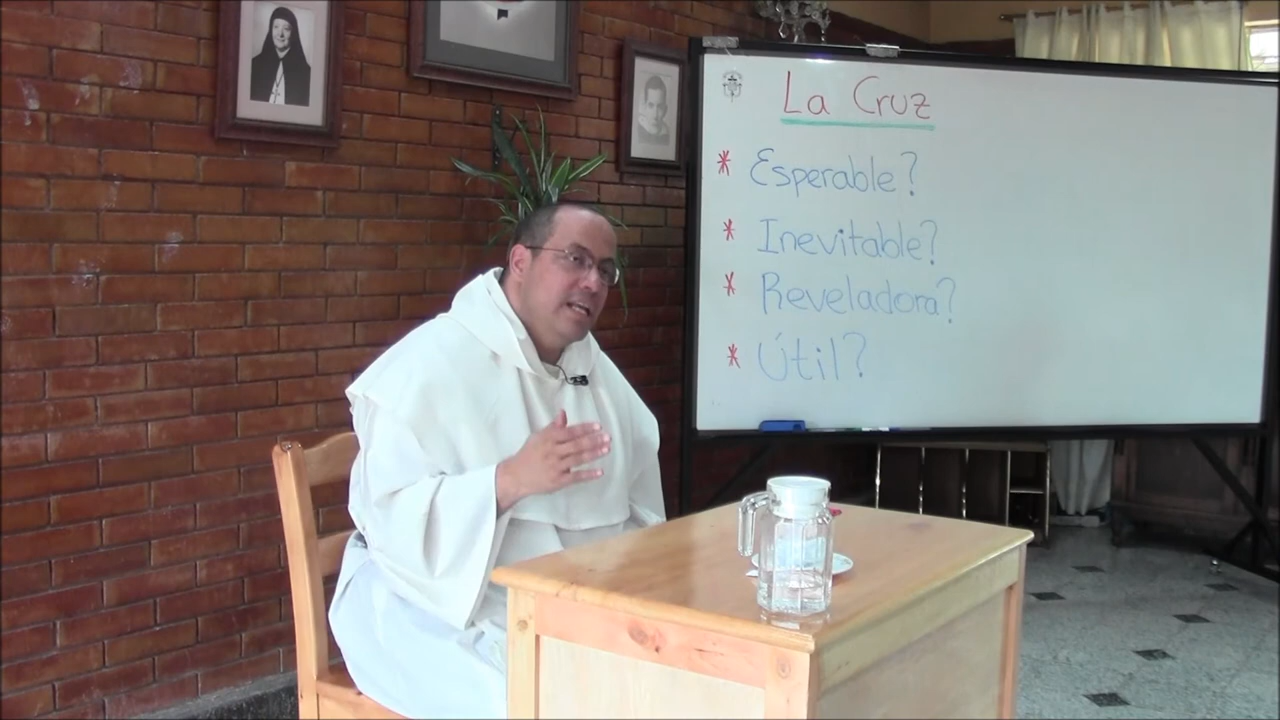 La Cruz
* Esperable?
* Inevitable?
* Reveladora?
* Útil?